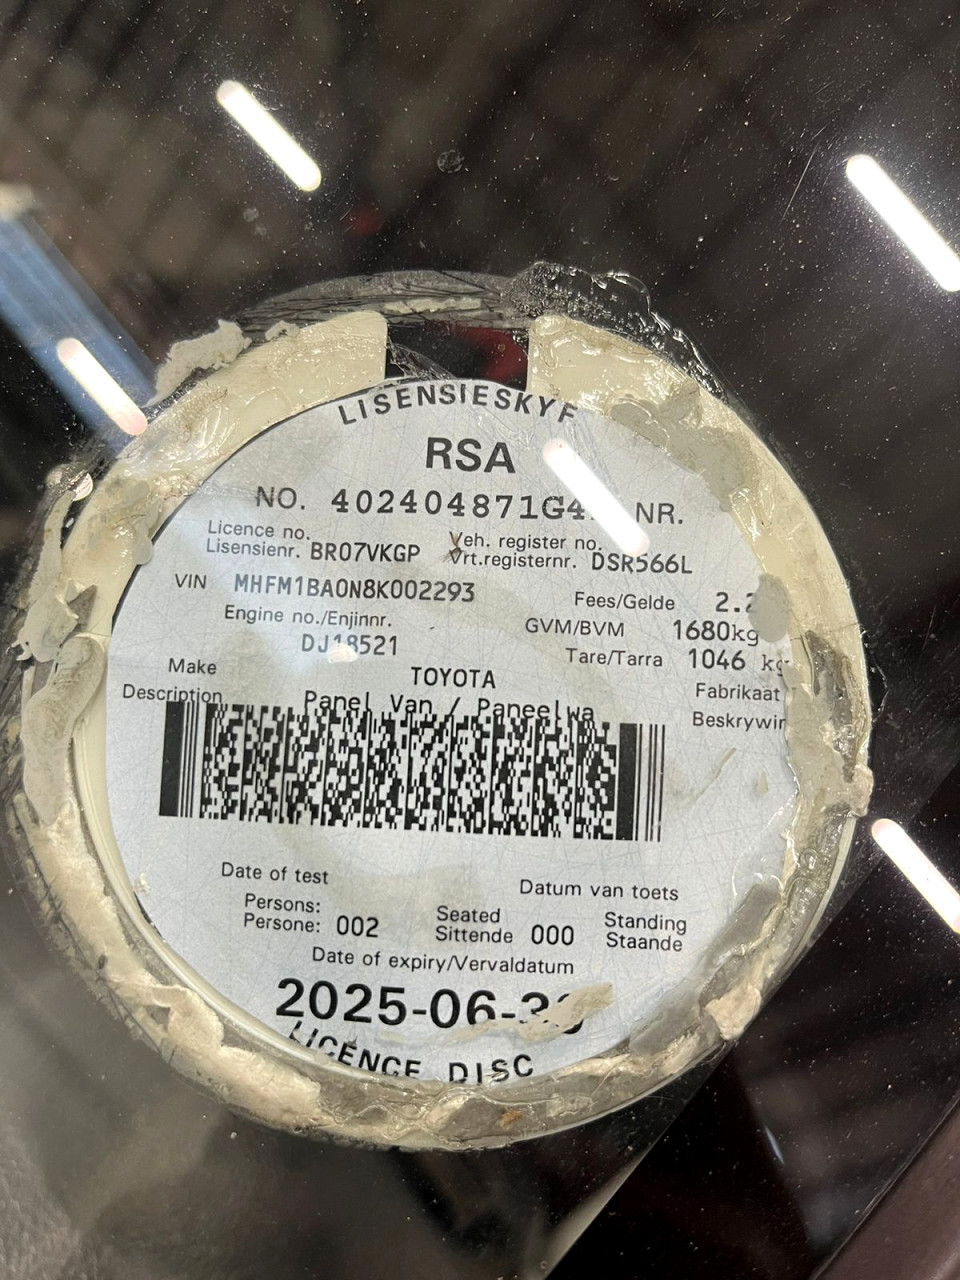 LISENSIESKYF
RSA
NO. 402404871G4 NR.
Licence no. Veh. register no.
Lisensienr. BR07VKGP Vrt.registernr. DSR566L
VIN MHFM1BA0N8K002293
Fees/Gelde
Engine no./Enjinnr. GVM/BVM 1680kg
DJ18521 Tare/Tarra 1046 kg
Make TOYOTA Fabrikaat
Description Panel Van / Paneelwa Beskrywin
Date of test Datum van toets
Persons: Seated Standing
Persone: 002 Sittende 000 Staande
Date of expiry/Vervaldatum
2025-06-30
LICENCE DISC